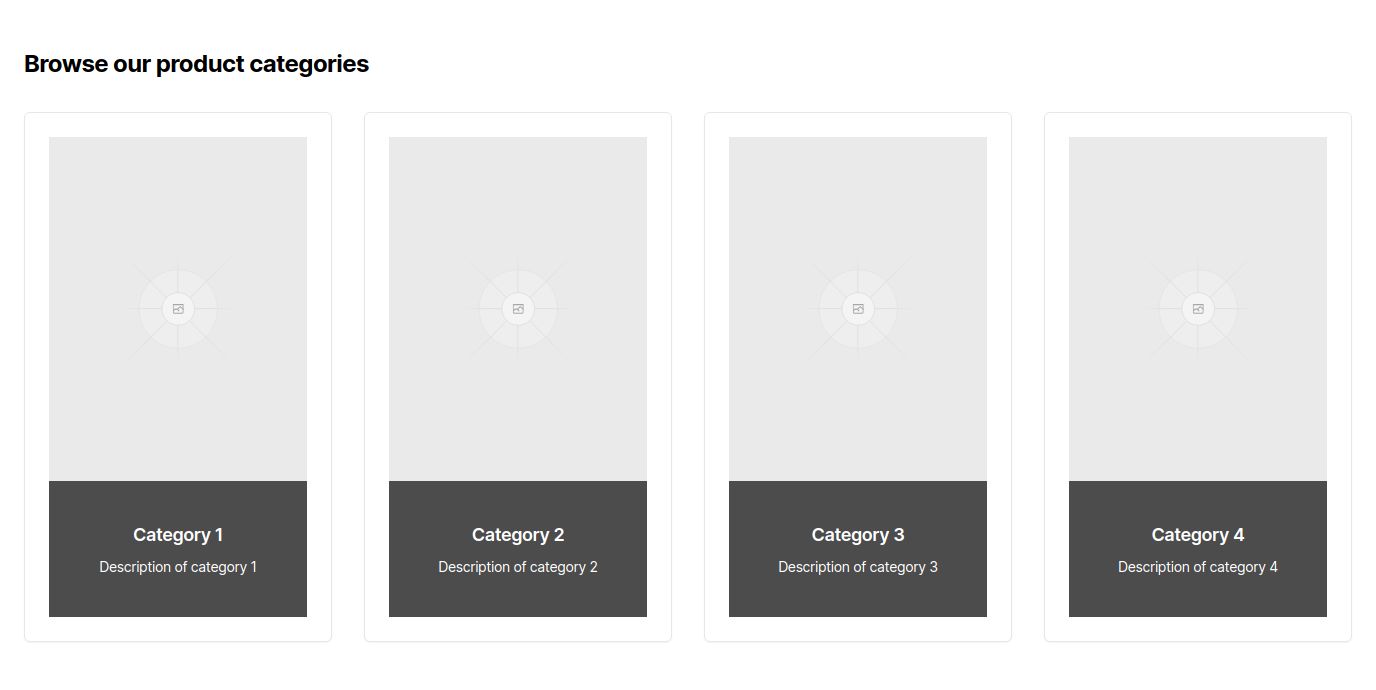 Browse our product categories
Category 1
Description of category 1
Category 2
Description of category 2
Category 3
Description of category 3
Category 4
Description of category 4